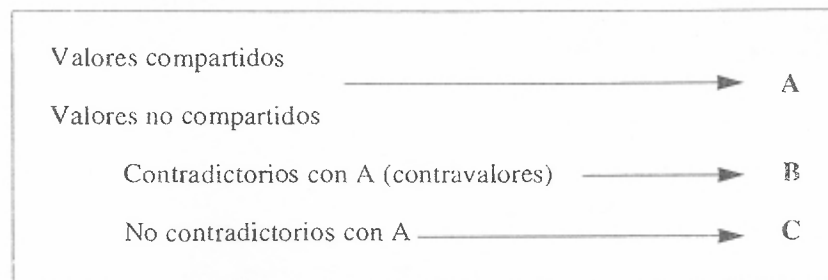 Valores compartidos
A
Valores no compartidos
Contradictorios con A (contravalores) B
No contradictorios con A C